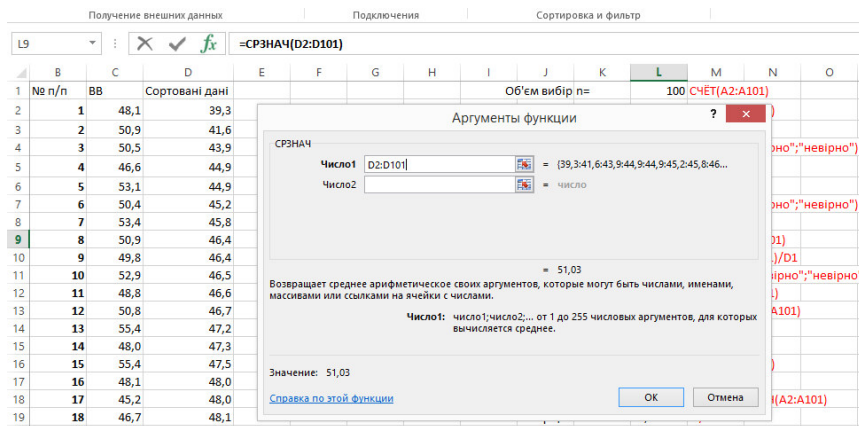 Получение внешних данных Подключения Сортировка и фильтр
L9 fx =СРЗНАЧ(D2:D101)
B C D E F G H I J K L M N O
1 № п/п ВВ Сортовані дані Об'єм вибір n= 100 СЧЁТ(A2:A101)
2 1 48,1 39,3 )
3 2 50,9 41,6
4 3 50,5 43,9 но";"невірно")
5 4 46,6 44,9
6 5 53,1 44,9
7 6 50,4 45,2 но";"невірно")
8 7 53,4 45,8
9 8 50,9 46,4 01)
10 9 49,8 46,4 )/D1
11 10 52,9 46,5 ірно";"невірно
12 11 48,8 46,6 )
13 12 50,8 46,7 A101)
14 13 55,4 47,2
15 14 48,0 47,3
16 15 55,4 47,5 )
17 16 48,1 48,0
18 17 45,2 48,0 (A2:A101)
19 18 46,7 48,1
Аргументы функции ?
СРЗНАЧ
Число1 D2:D101 = {39,3:41,6:43,9:44,9:44,9:45,2:45,8:46...
Число2 = число
= 51,03
Возвращает среднее арифметическое своих аргументов, которые могут быть числами, именами,
массивами или ссылками на ячейки с числами.
Число1: число1;число2;... от 1 до 255 числовых аргументов, для которых
вычисляется среднее.
Значение: 51,03
Справка по этой функции ОК Отмена